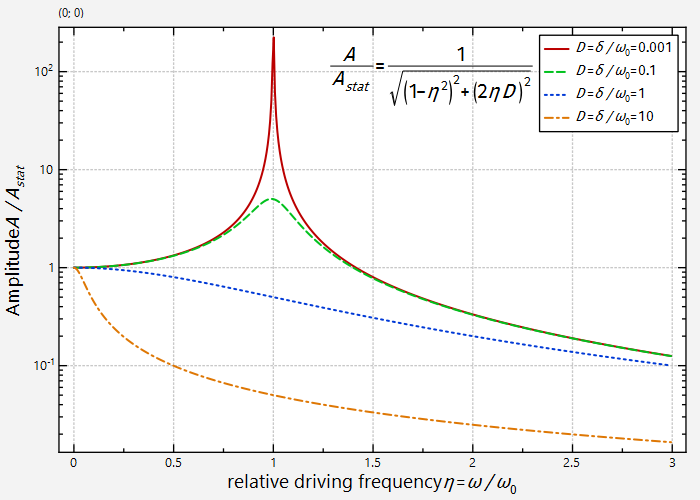 (0; 0)
A / A_stat = 1 / √((1−η²)² + (2η D)²)
D=δ / ω₀=0.001
D=δ / ω₀=0.1
D=δ / ω₀=1
D=δ / ω₀=10
AmplitudeA / A_stat
10²
10
1
10⁻¹
0 0.5 1 1.5 2 2.5 3
relative driving frequencyη=ω / ω₀